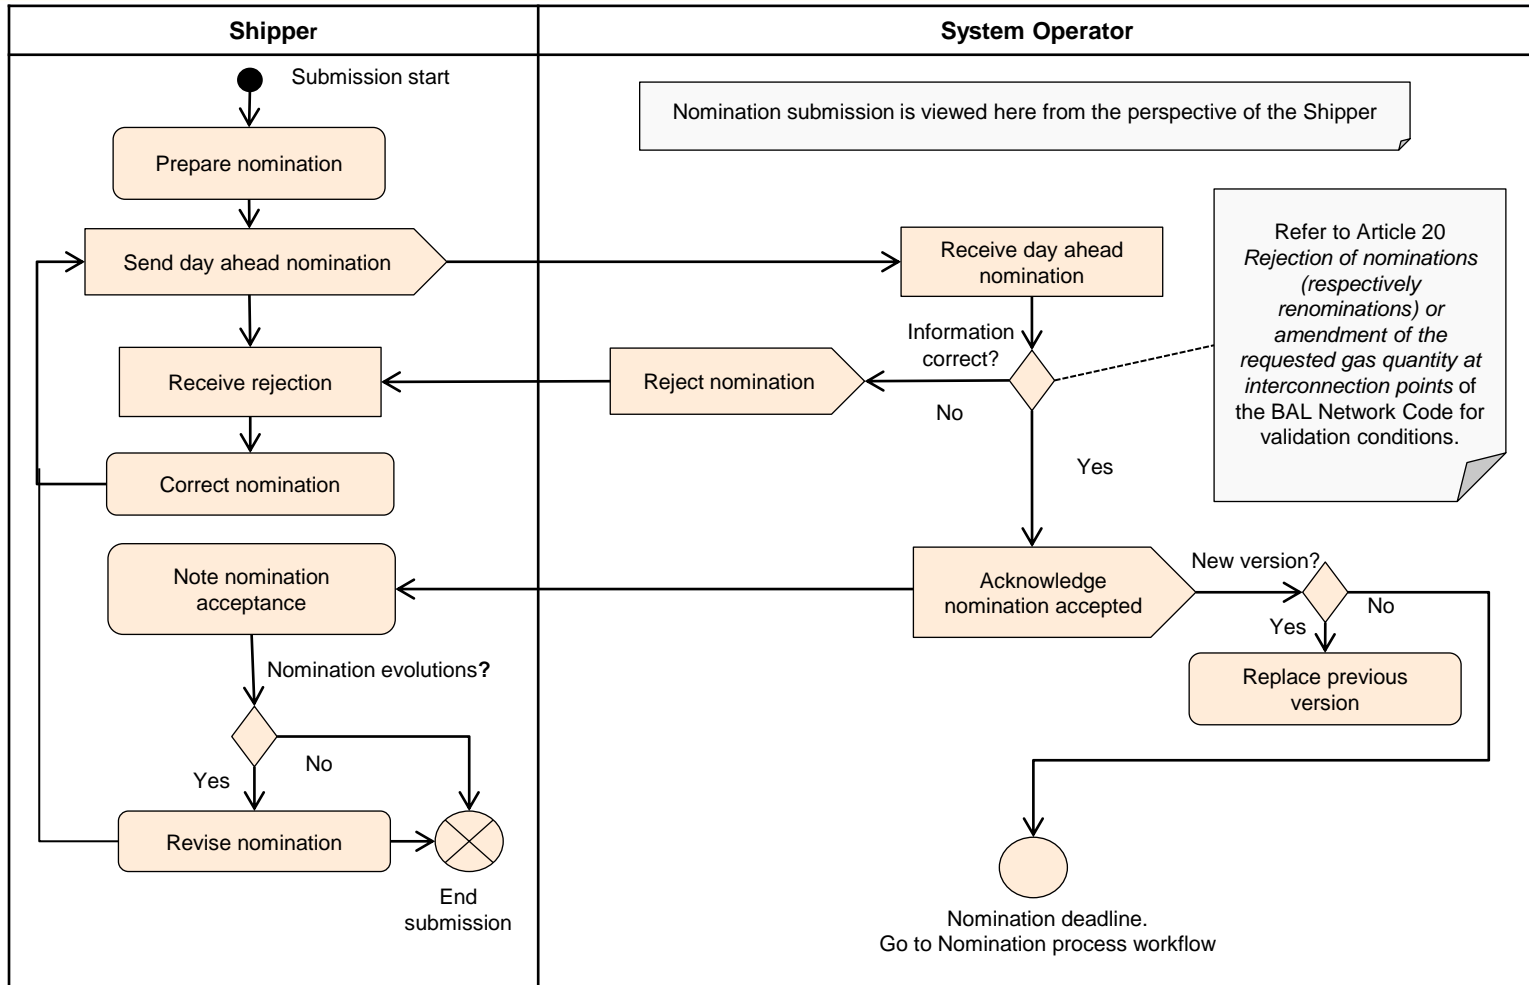 Shipper
System Operator
Submission start
Nomination submission is viewed here from the perspective of the Shipper
Prepare nomination
Send day ahead nomination
Receive day ahead
nomination
Refer to Article 20
Rejection of nominations
(respectively
renominations) or
amendment of the
requested gas quantity at
interconnection points of
the BAL Network Code for
validation conditions.
Information
correct?
Receive rejection
Reject nomination
No
Yes
Correct nomination
Note nomination
acceptance
Acknowledge
nomination accepted
New version?
No
Yes
Replace previous
version
Nomination evolutions?
No
Yes
Revise nomination
End
submission
Nomination deadline.
Go to Nomination process workflow